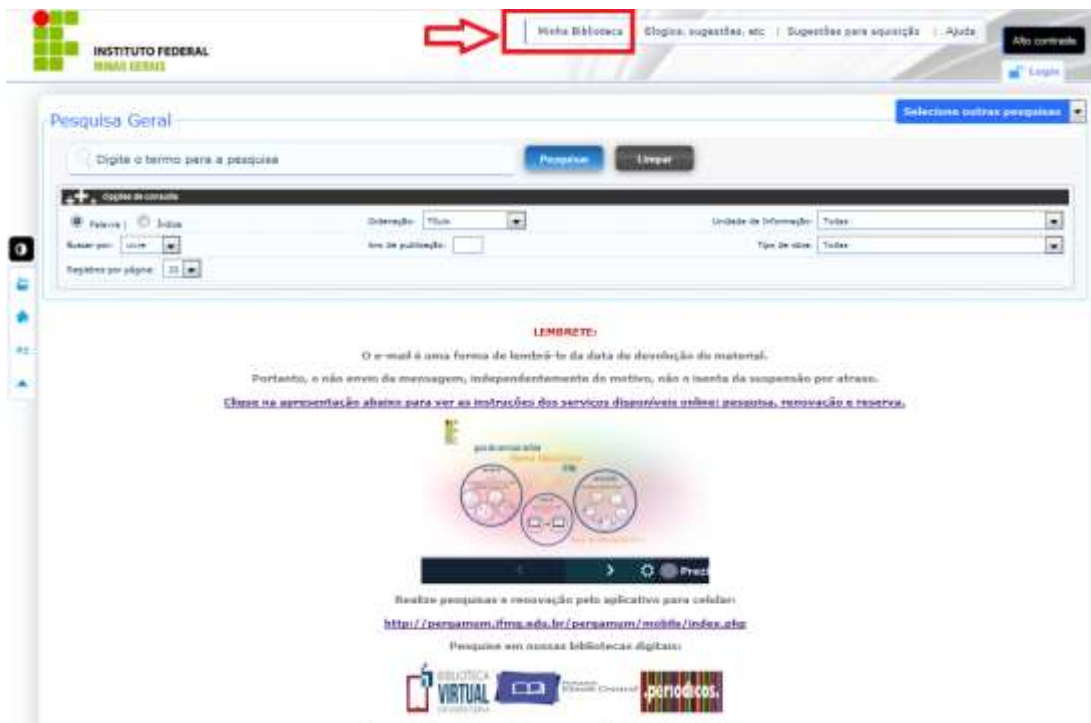 Minha Biblioteca | Elogios, sugestões, etc | Sugestões para aquisição | Ajuda
Alto contraste
INSTITUTO FEDERAL
MINAS GERAIS
Login
Selecione outras pesquisas
Pesquisa Geral
Digite o termo para a pesquisa
Pesquisar
Limpar
Opções de consulta
Palavra | Índice
Ordenação: Título
Unidade de Informação: Todas
Buscar por: Livre
Ano de publicação:
Tipo de obra: Todas
Registros por página: 20
LEMBRETE:
O e-mail é uma forma de lembrá-lo da data de devolução do material.
Portanto, o não envio da mensagem, independentemente do motivo, não o isenta da suspensão por atraso.
Clique na apresentação abaixo para ver as instruções dos serviços disponíveis online: pesquisa, renovação e reserva.
Prezi
Realize pesquisas e renovação pelo aplicativo para celular:
http://pergamum.ifmg.edu.br/pergamum/mobile/index.php
Pesquise em nossas bibliotecas digitais:
BIBLIOTECA
VIRTUAL
.periodicos.